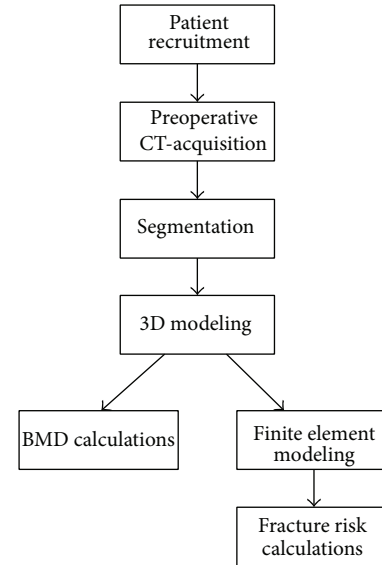 Patient
recruitment
Preoperative
CT-acquisition
Segmentation
3D modeling
BMD calculations
Finite element
modeling
Fracture risk
calculations